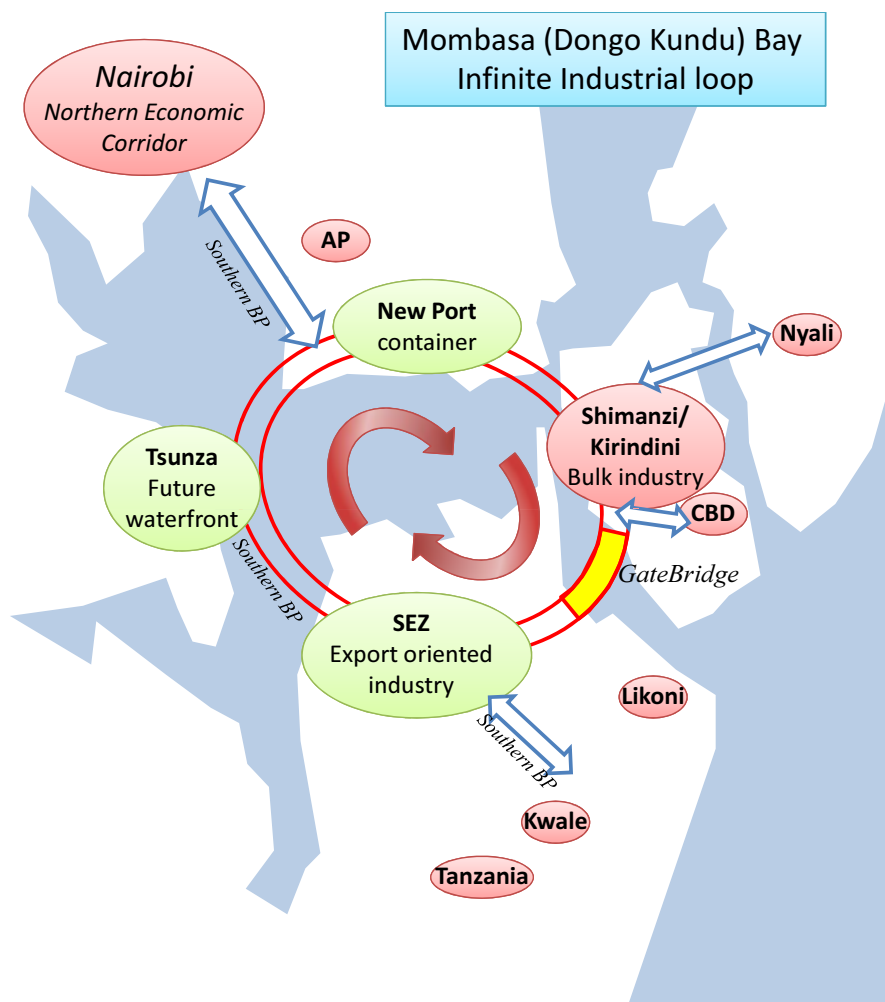 Mombasa (Dongo Kundu) Bay
Infinite Industrial loop
Nairobi
Northern Economic
Corridor
Southern BP
AP
New Port
container
Nyali
Shimanzi/
Kirindini
Bulk industry
Tsunza
Future
waterfront
CBD
Southern BP
GateBridge
SEZ
Export oriented
industry
Likoni
Southern BP
Kwale
Tanzania